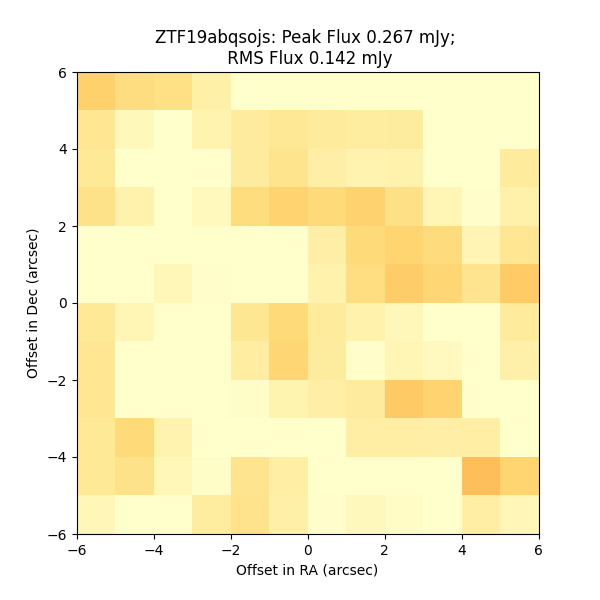 ZTF19abqsojs: Peak Flux 0.267 mJy;
RMS Flux 0.142 mJy
6
4
2
0
−2
−4
−6
Offset in Dec (arcsec)
−6 −4 −2 0 2 4 6
Offset in RA (arcsec)